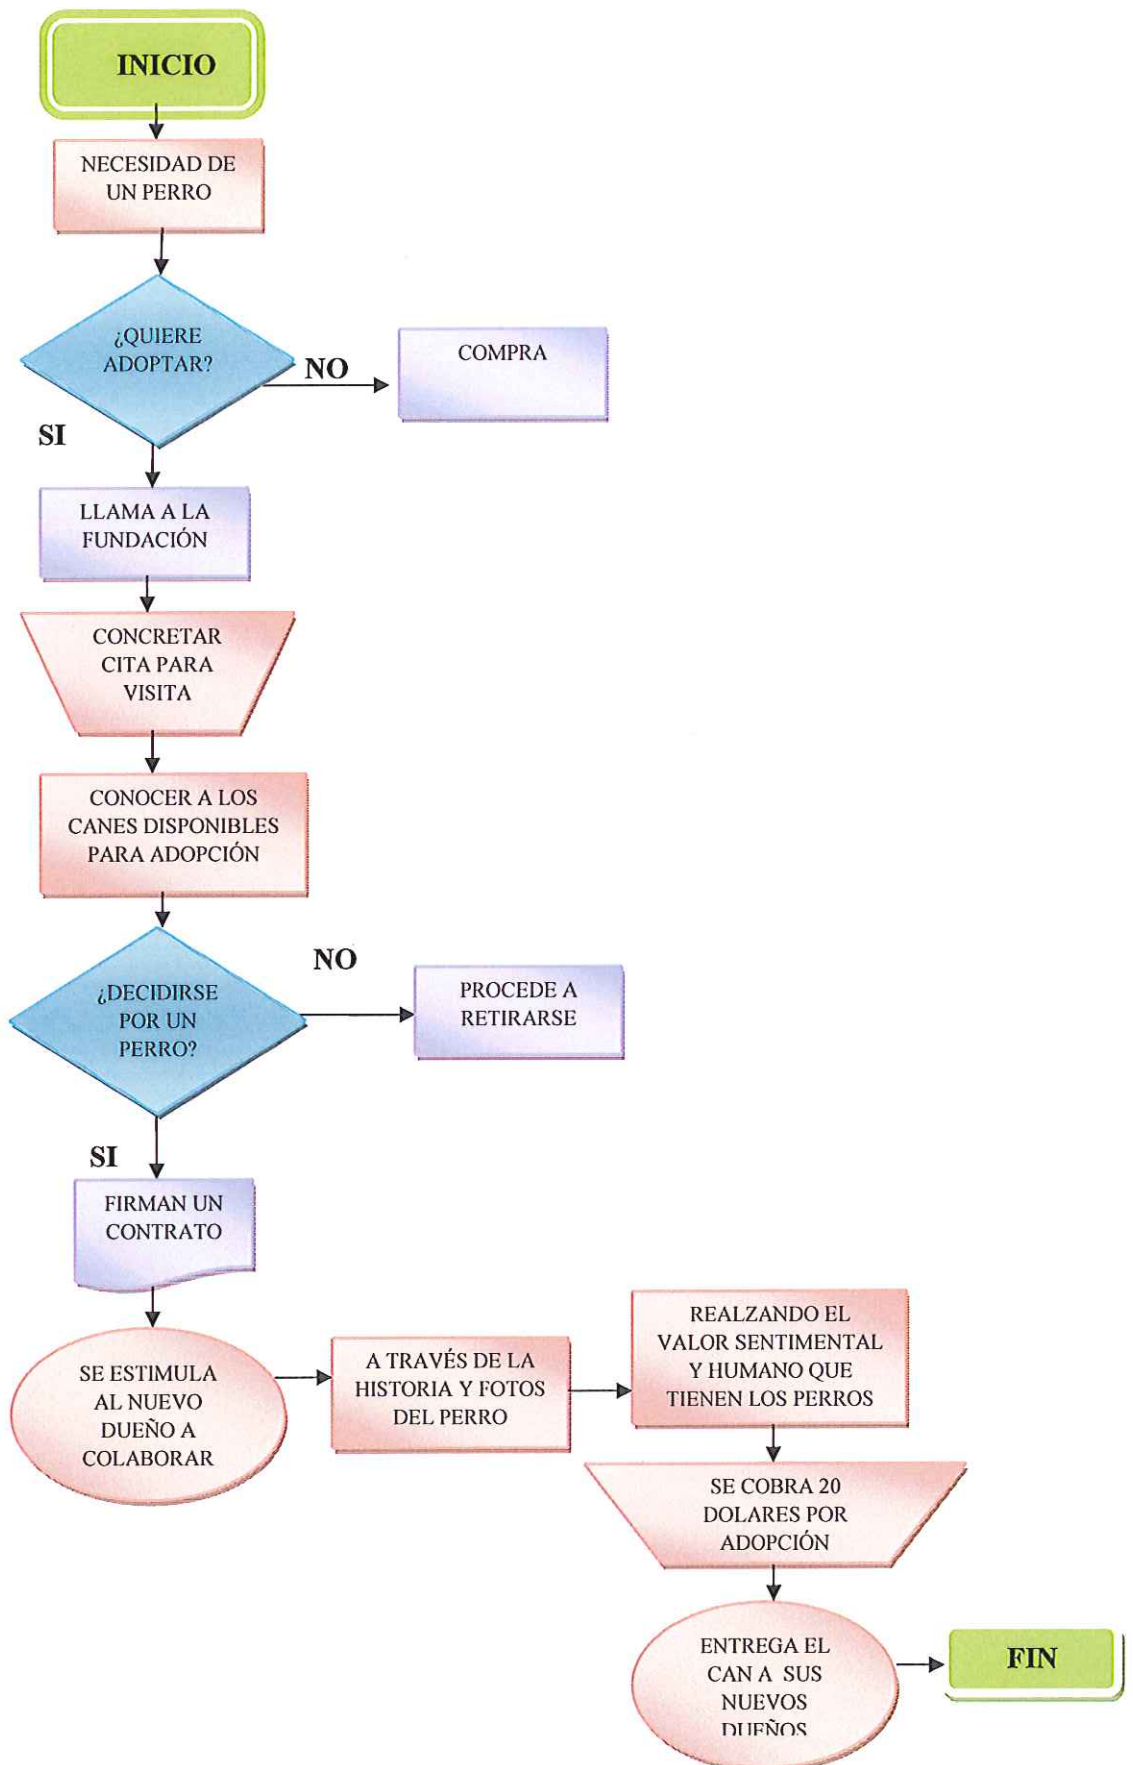 INICIO
NECESIDAD DE
UN PERRO
¿QUIERE
ADOPTAR?
NO
COMPRA
SI
LLAMA A LA
FUNDACIÓN
CONCRETAR
CITA PARA
VISITA
CONOCER A LOS
CANES DISPONIBLES
PARA ADOPCIÓN
¿DECIDIRSE
POR UN
PERRO?
NO
PROCEDE A
RETIRARSE
SI
FIRMAN UN
CONTRATO
SE ESTIMULA
AL NUEVO
DUEÑO A
COLABORAR
A TRAVÉS DE LA
HISTORIA Y FOTOS
DEL PERRO
REALZANDO EL
VALOR SENTIMENTAL
Y HUMANO QUE
TIENEN LOS PERROS
SE COBRA 20
DOLARES POR
ADOPCIÓN
ENTREGA EL
CAN A SUS
NUEVOS
DUEÑOS
FIN